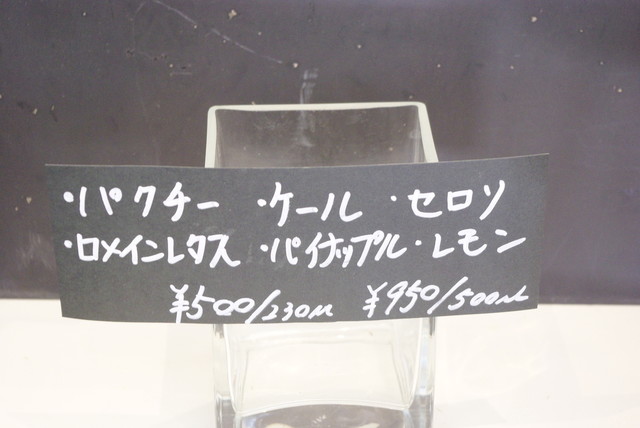 ・パクチー ・ケール ・セロリ
・ロメインレタス ・パイナップル ・レモン
¥500/230ml ¥950/500ml